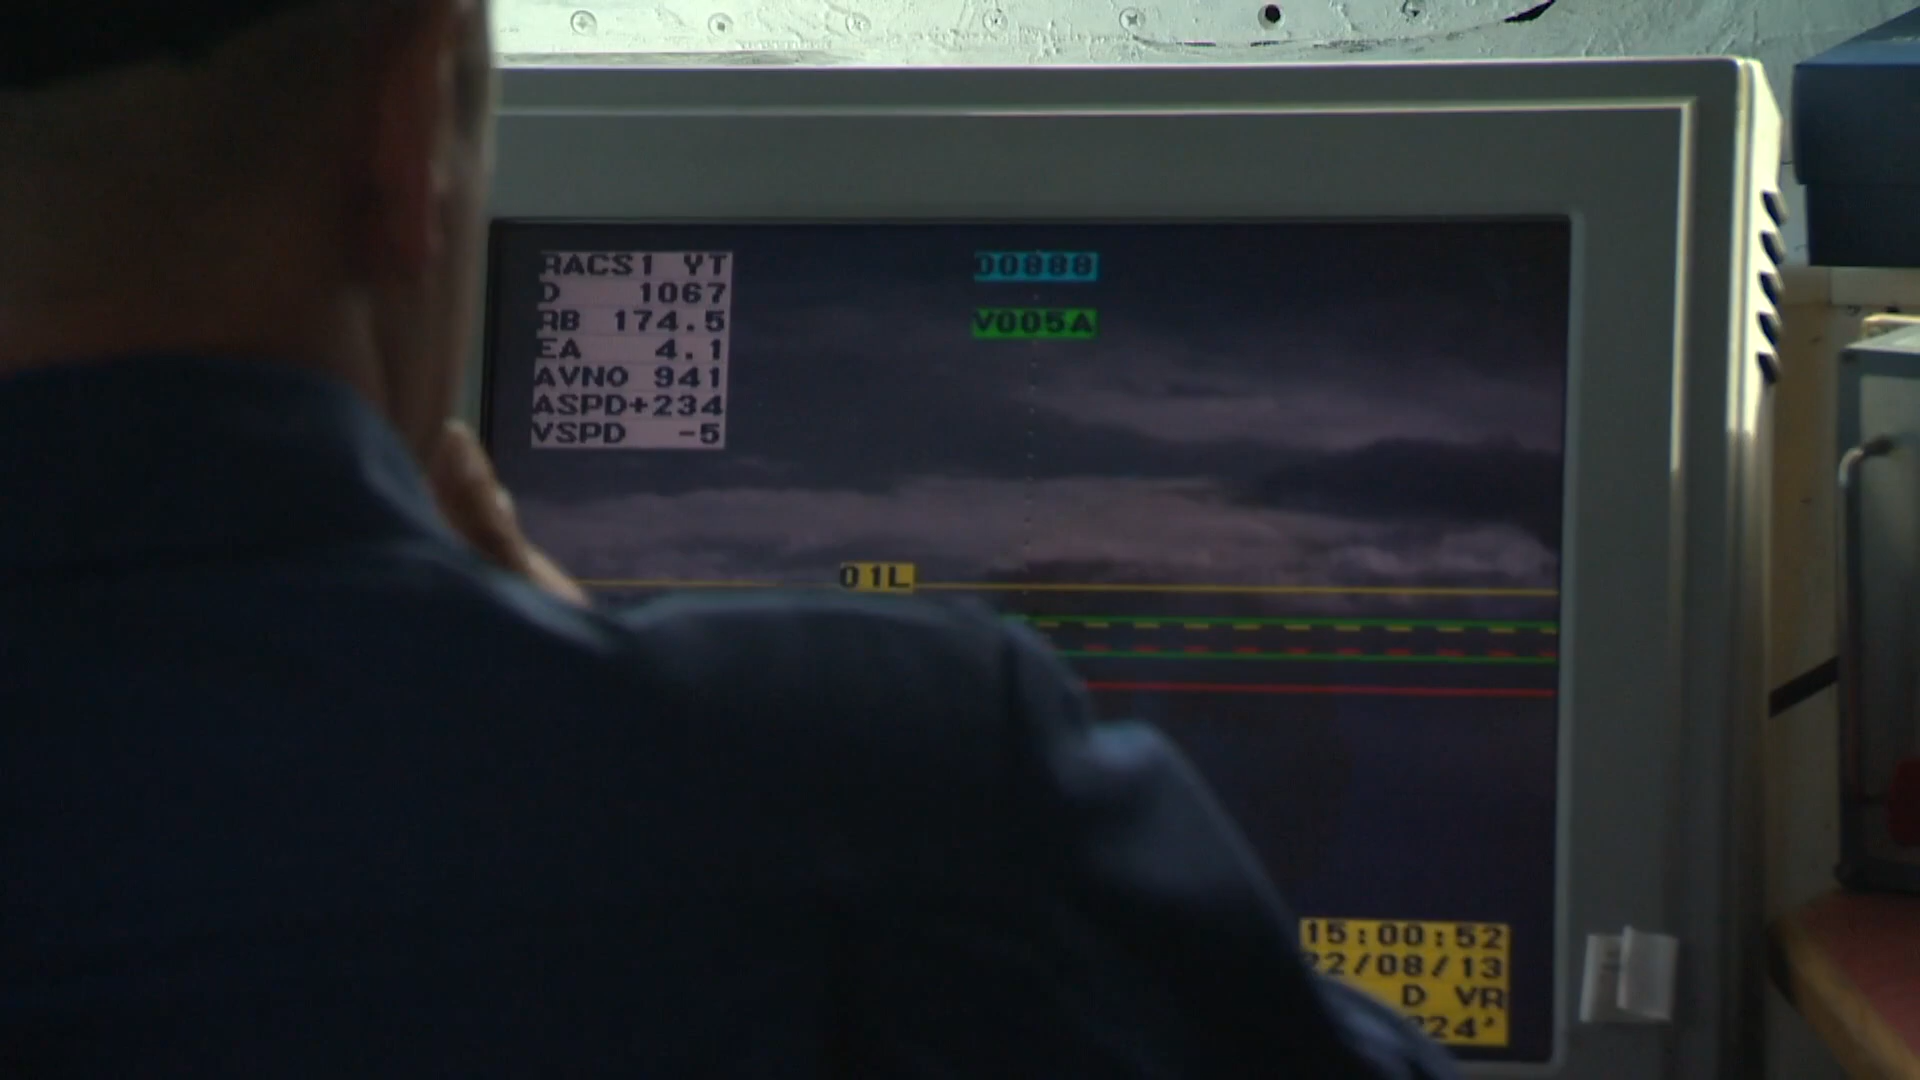 RACS1 YT
D 1067
RB 174.5
EA 4.1
AVNO 941
ASPD+234
VSPD -5
00888
V005A
01L
15:00:52
22/08/13
D VR
224'